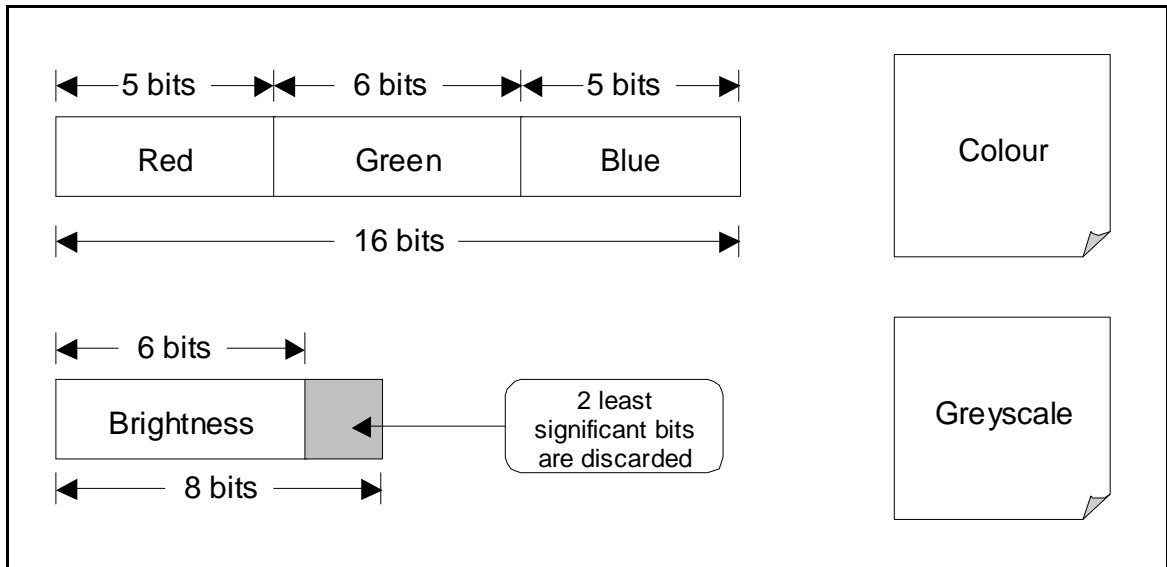 5 bits 6 bits 5 bits
Red Green Blue
16 bits
Colour
6 bits
Brightness
8 bits
2 least
significant bits
are discarded
Greyscale